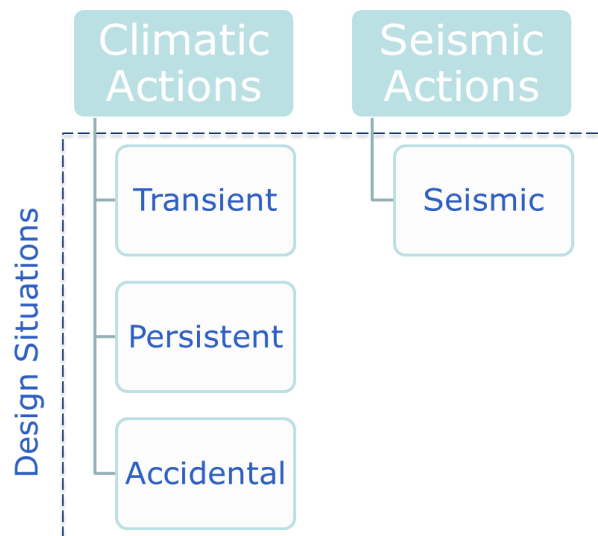 Climatic
Actions
Seismic
Actions
Design Situations
Transient
Seismic
Persistent
Accidental